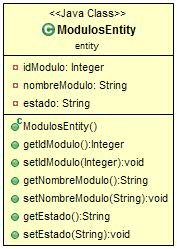 <<Java Class>>
C ModulosEntity
entity
idModulo: Integer
nombreModulo: String
estado: String
c ModulosEntity()
getIdModulo():Integer
setIdModulo(Integer):void
getNombreModulo():String
setNombreModulo(String):void
getEstado():String
setEstado(String):void